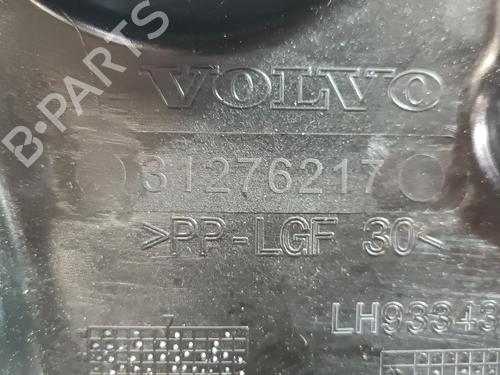 B-PARTS
VOLVO
31276217
>PP-LGF 30<
LH93343